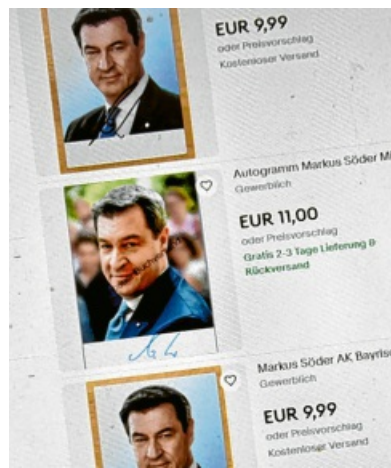 EUR 9,99
oder Preisvorschlag
Kostenloser Versand
Autogramm Markus Söder Mi
Gewerblich
EUR 11,00
oder Preisvorschlag
Gratis 2-3 Tage Lieferung &
Rückversand
Markus Söder AK Bayris
Gewerblich
EUR 9,99
oder Preisvorschlag
Kostenloser Versand